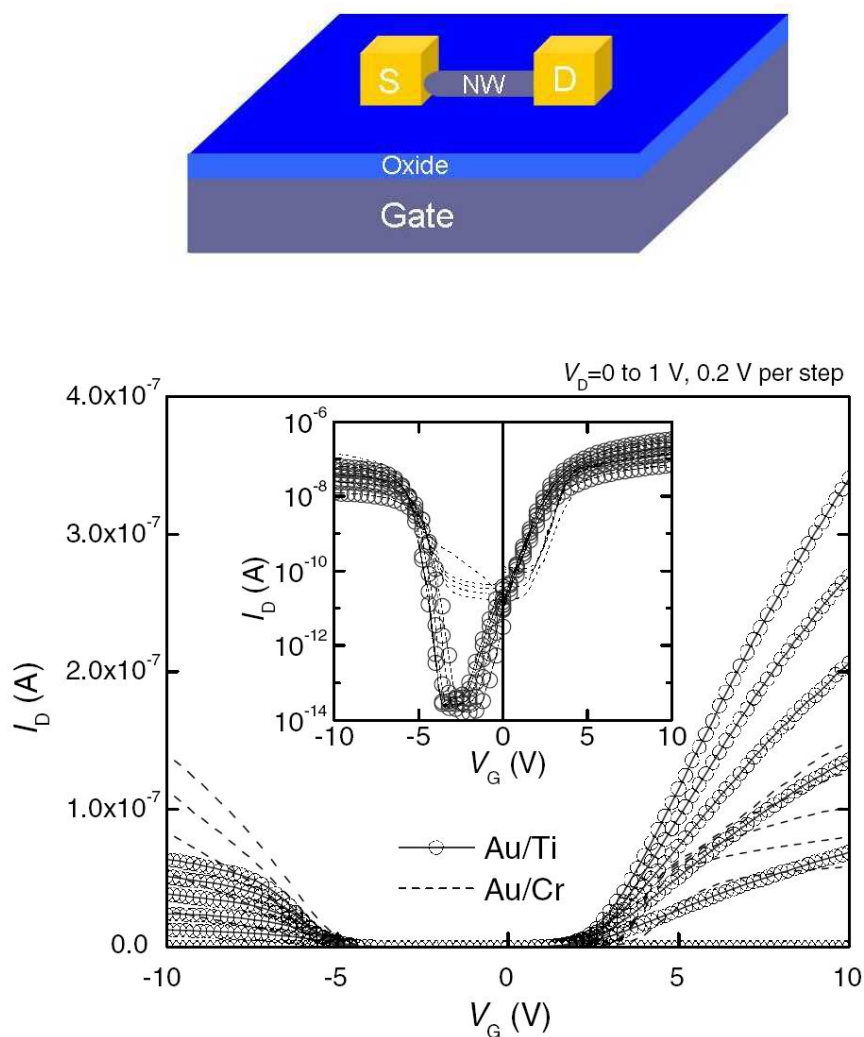 S NW D
Oxide
Gate
V_D=0 to 1 V, 0.2 V per step
4.0x10^-7
3.0x10^-7
2.0x10^-7
1.0x10^-7
0.0
I_D (A)
10^-6
10^-8
10^-10
10^-12
10^-14
I_D (A)
-10 -5 0 5 10
V_G (V)
Au/Ti
Au/Cr
-10 -5 0 5 10
V_G (V)